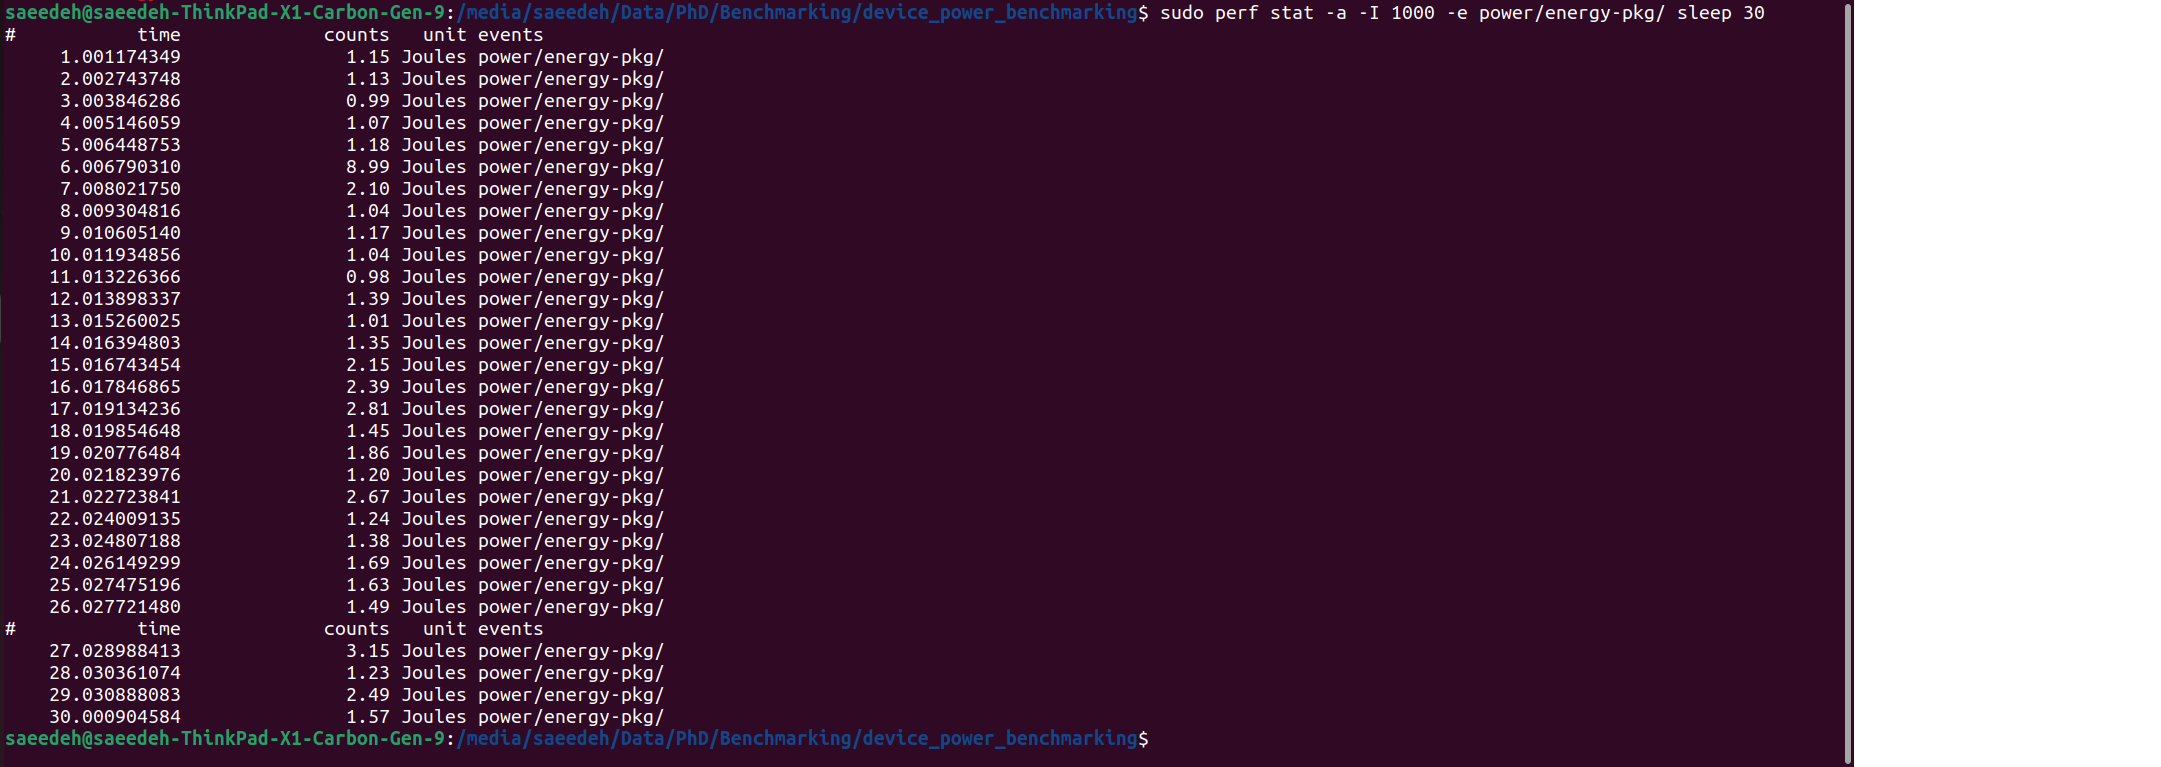 saeedeh@saeedeh-ThinkPad-X1-Carbon-Gen-9:/media/saeedeh/Data/PhD/Benchmarking/device_power_benchmarking$ sudo perf stat -a -I 1000 -e power/energy-pkg/ sleep 30
# time counts unit events
1.001174349 1.15 Joules power/energy-pkg/
2.002743748 1.13 Joules power/energy-pkg/
3.003846286 0.99 Joules power/energy-pkg/
4.005146059 1.07 Joules power/energy-pkg/
5.006448753 1.18 Joules power/energy-pkg/
6.006790310 8.99 Joules power/energy-pkg/
7.008021750 2.10 Joules power/energy-pkg/
8.009304816 1.04 Joules power/energy-pkg/
9.010605140 1.17 Joules power/energy-pkg/
10.011934856 1.04 Joules power/energy-pkg/
11.013226366 0.98 Joules power/energy-pkg/
12.013898337 1.39 Joules power/energy-pkg/
13.015260025 1.01 Joules power/energy-pkg/
14.016394803 1.35 Joules power/energy-pkg/
15.016743454 2.15 Joules power/energy-pkg/
16.017846865 2.39 Joules power/energy-pkg/
17.019134236 2.81 Joules power/energy-pkg/
18.019854648 1.45 Joules power/energy-pkg/
19.020776484 1.86 Joules power/energy-pkg/
20.021823976 1.20 Joules power/energy-pkg/
21.022723841 2.67 Joules power/energy-pkg/
22.024009135 1.24 Joules power/energy-pkg/
23.024807188 1.38 Joules power/energy-pkg/
24.026149299 1.69 Joules power/energy-pkg/
25.027475196 1.63 Joules power/energy-pkg/
26.027721480 1.49 Joules power/energy-pkg/
# time counts unit events
27.028988413 3.15 Joules power/energy-pkg/
28.030361074 1.23 Joules power/energy-pkg/
29.030888083 2.49 Joules power/energy-pkg/
30.000904584 1.57 Joules power/energy-pkg/
saeedeh@saeedeh-ThinkPad-X1-Carbon-Gen-9:/media/saeedeh/Data/PhD/Benchmarking/device_power_benchmarking$